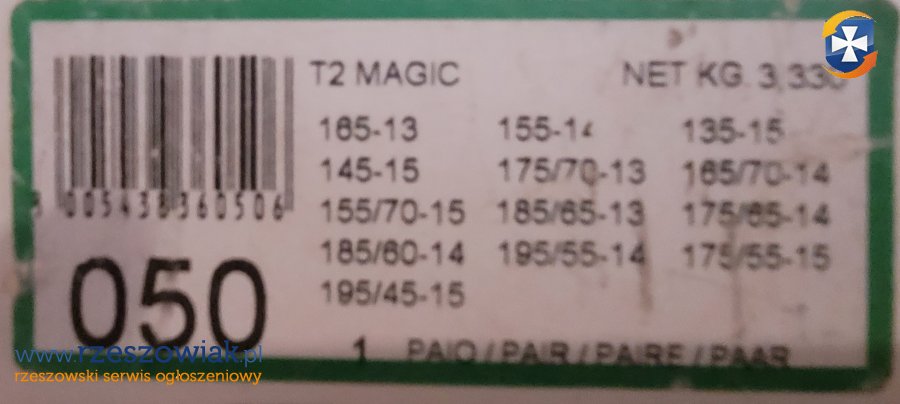 T2 MAGIC NET KG. 3,330
165-13 155-14 135-15
145-15 175/70-13 165/70-14
155/70-15 185/65-13 175/65-14
185/60-14 195/55-14 175/55-15
195/45-15
005438360506
050
1 PAIO / PAIR / PAIRE / PAAR
www.rzeszowiak.pl
rzeszowski serwis ogłoszeniowy